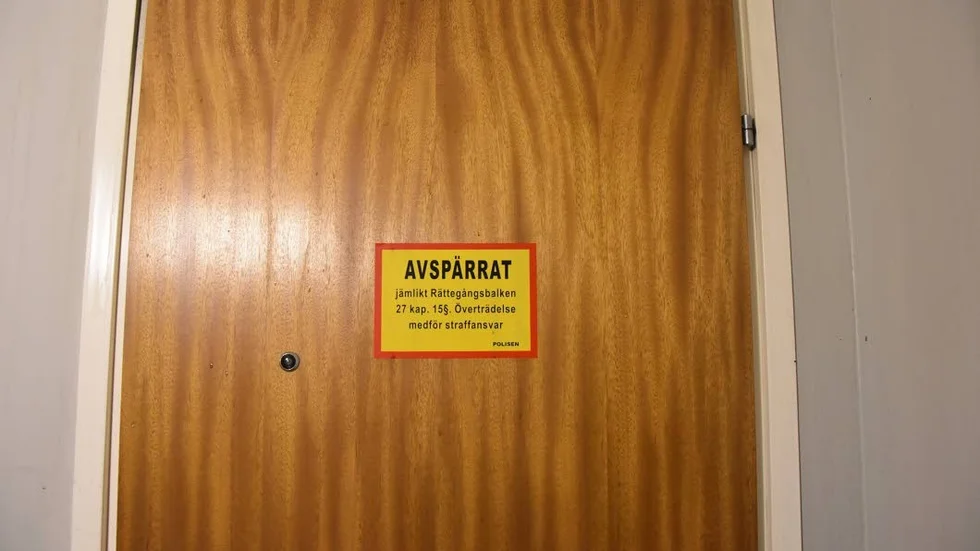 AVSPÄRRAT
jämlikt Rättegångsbalken
27 kap. 15§. Överträdelse
medför straffansvar
POLISEN